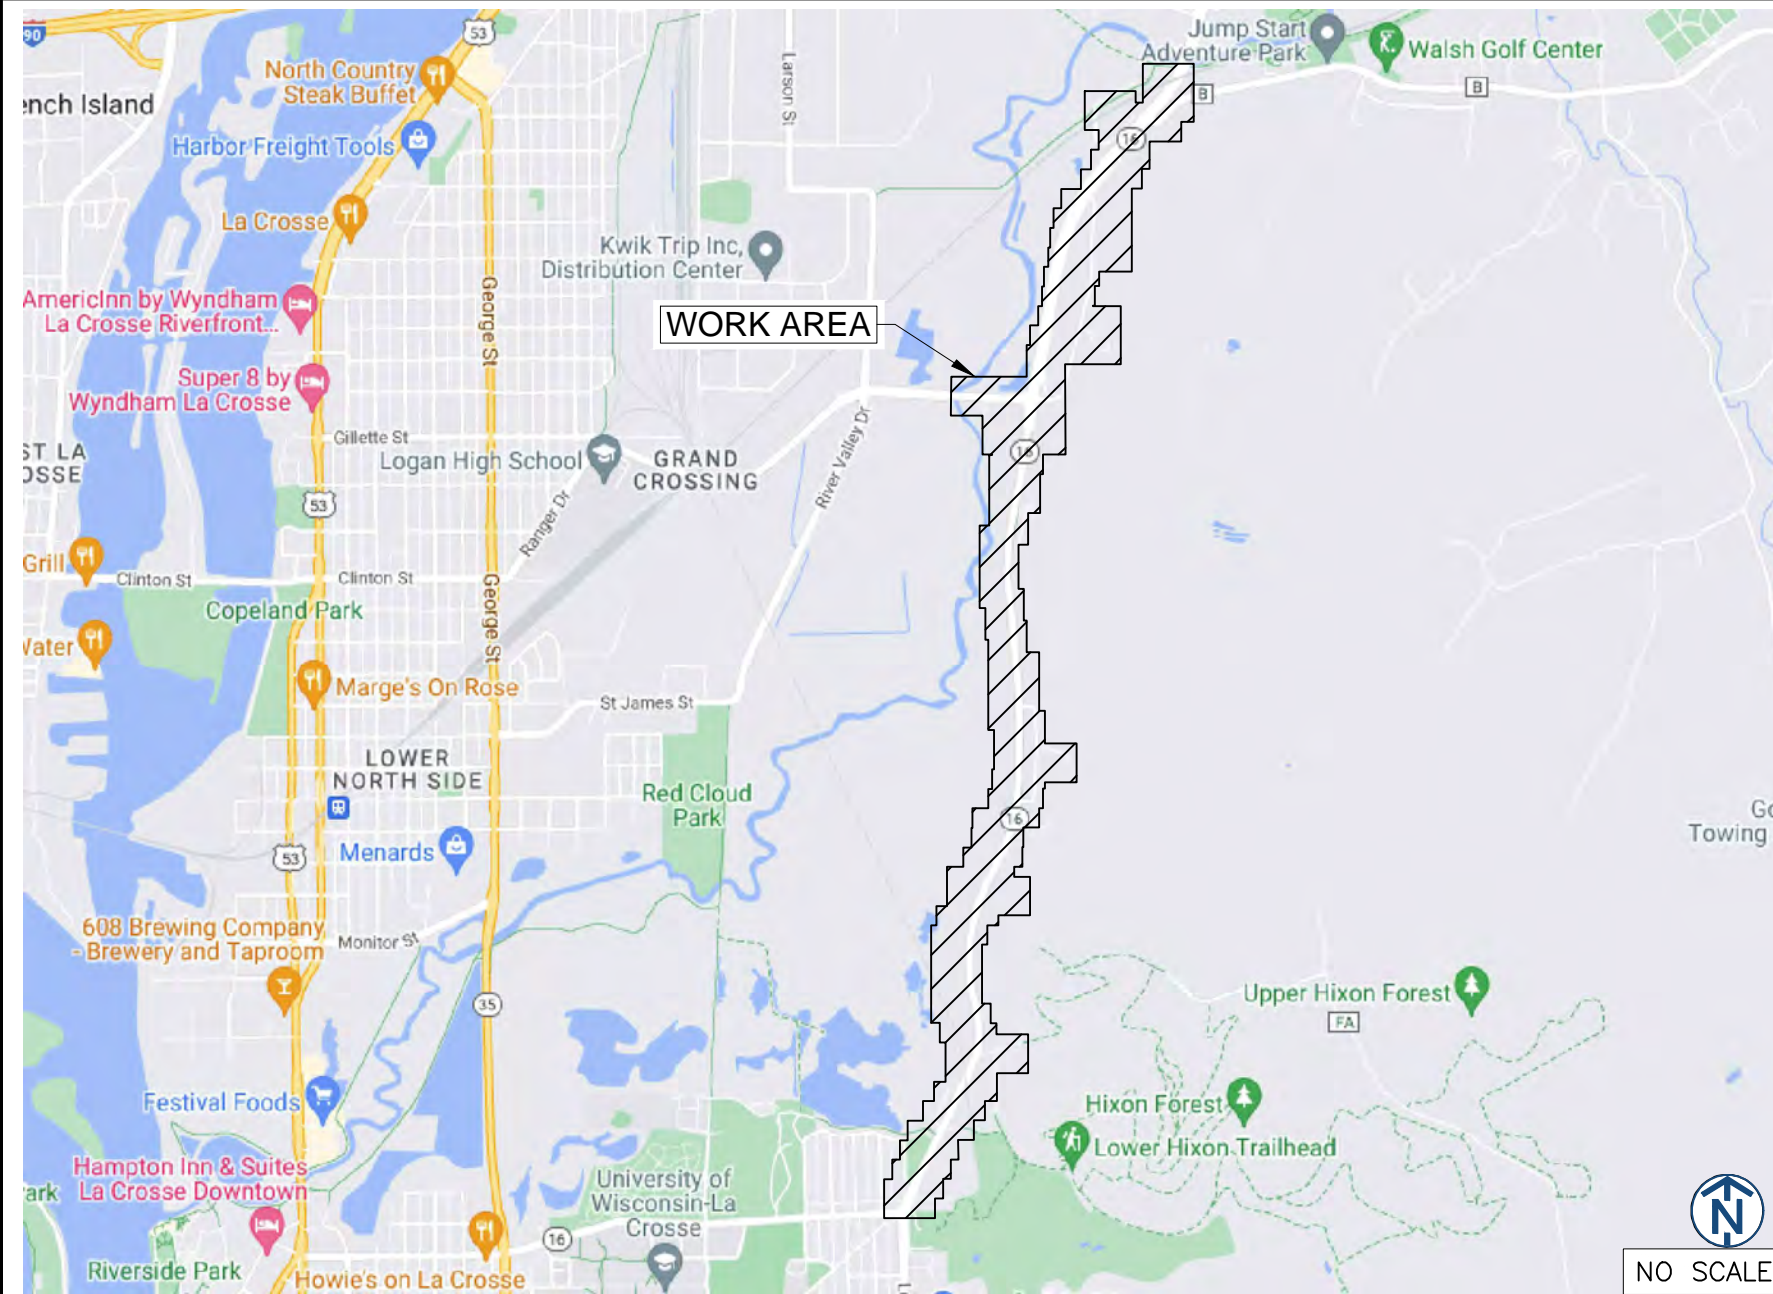 90
53
North Country
Steak Buffet
Larson St
Jump Start
Adventure Park
Walsh Golf Center
B
B
ench Island
Harbor Freight Tools
16
La Crosse
Kwik Trip Inc,
Distribution Center
AmericInn by Wyndham
La Crosse Riverfront...
George St
WORK AREA
Super 8 by
Wyndham La Crosse
Gillette St
River Valley Dr
ST LA
OSSE
Logan High School
GRAND
CROSSING
16
53
Ranger Dr
Grill
Clinton St
Clinton St
Copeland Park
George St
Water
Marge's On Rose
St James St
LOWER
NORTH SIDE
Red Cloud
Park
16
Go
Towing
53
Menards
608 Brewing Company
- Brewery and Taproom
Monitor St
35
Upper Hixon Forest
FA
Festival Foods
Hixon Forest
Lower Hixon Trailhead
Hampton Inn & Suites
La Crosse Downtown
ark
University of
Wisconsin-La
Crosse
16
N
Riverside Park
Howie's on La Crosse
NO SCALE